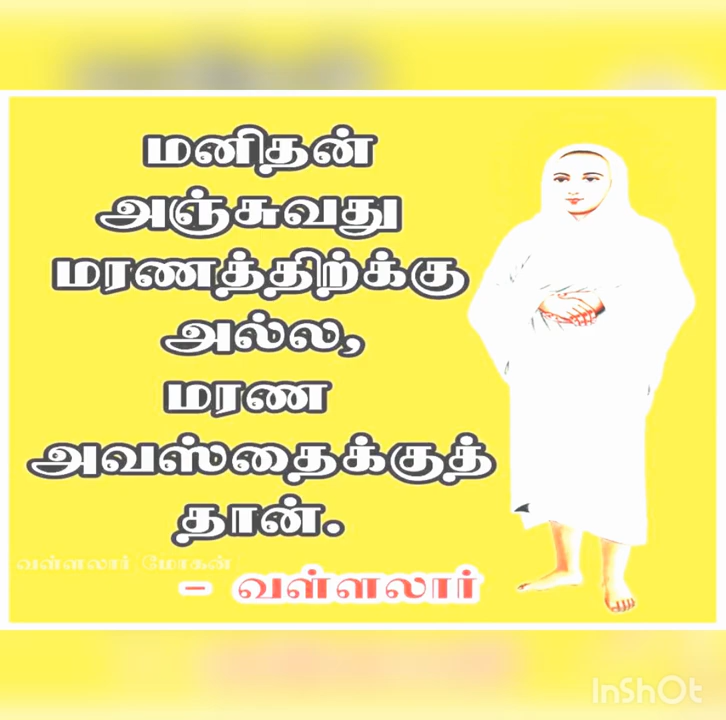 மனிதன்
அஞ்சுவது
மரணத்திற்க்கு
அல்ல,
மரண
அவஸ்தைக்குத்
தான்.
வள்ளலார் மோகன்
- வள்ளலார்
InShOt